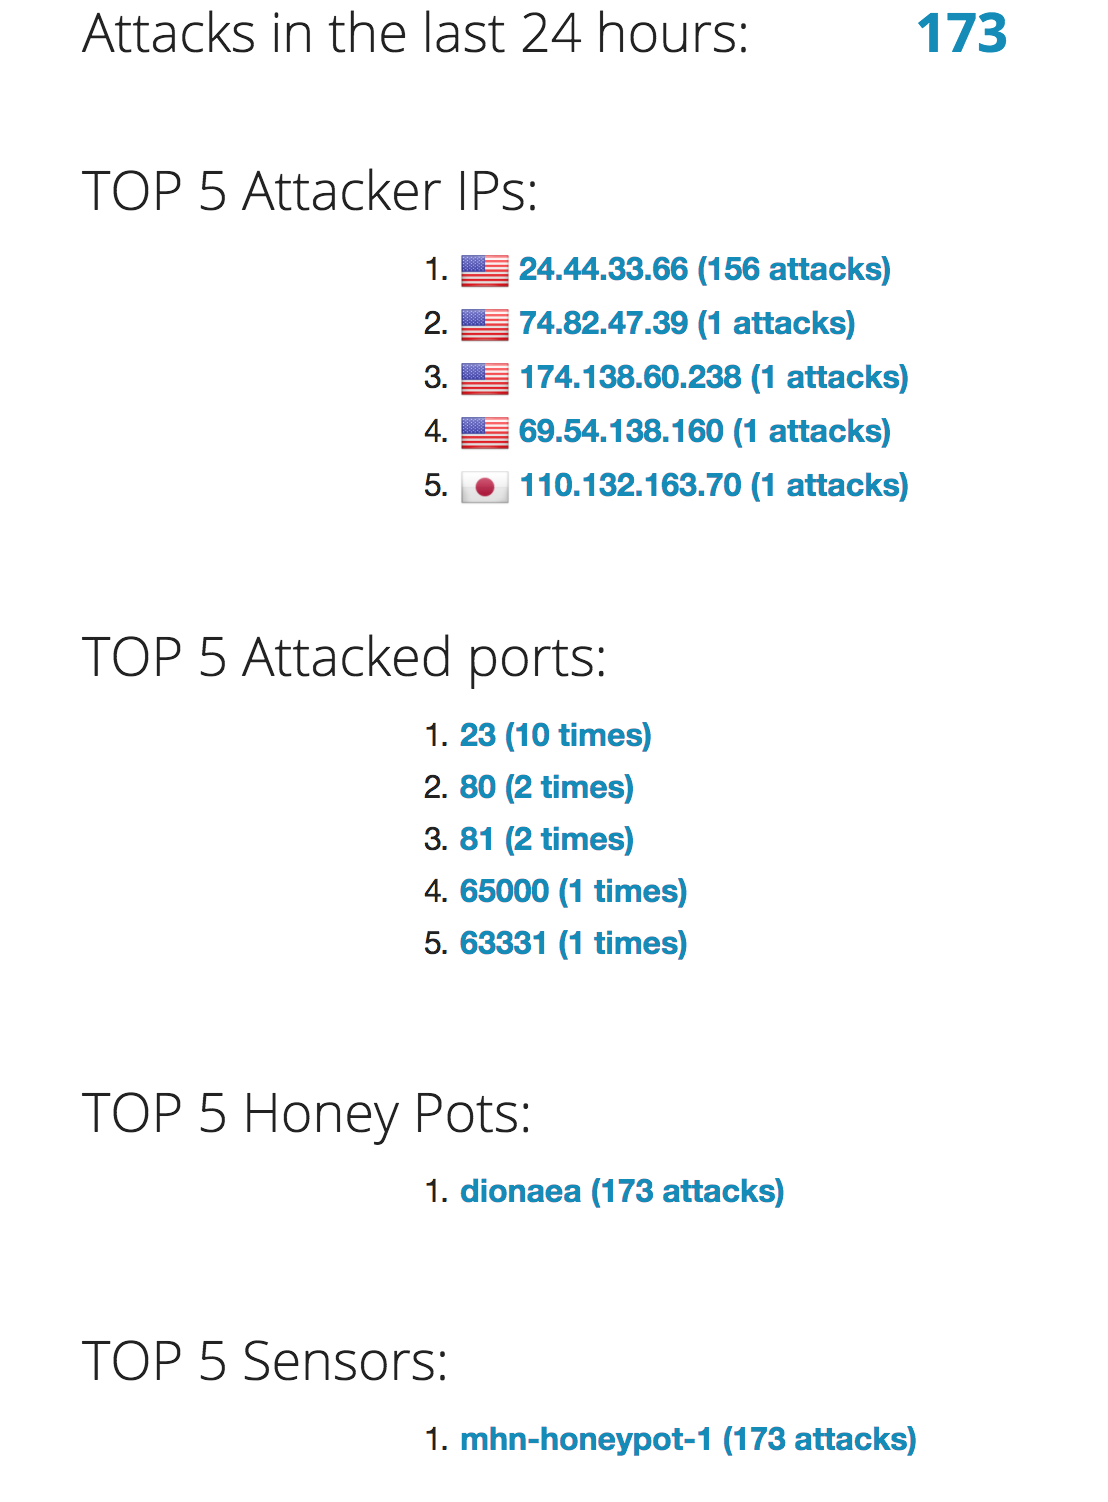 Attacks in the last 24 hours: 173
TOP 5 Attacker IPs:
1. 24.44.33.66 (156 attacks)
2. 74.82.47.39 (1 attacks)
3. 174.138.60.238 (1 attacks)
4. 69.54.138.160 (1 attacks)
5. 110.132.163.70 (1 attacks)
TOP 5 Attacked ports:
1. 23 (10 times)
2. 80 (2 times)
3. 81 (2 times)
4. 65000 (1 times)
5. 63331 (1 times)
TOP 5 Honey Pots:
1. dionaea (173 attacks)
TOP 5 Sensors:
1. mhn-honeypot-1 (173 attacks)